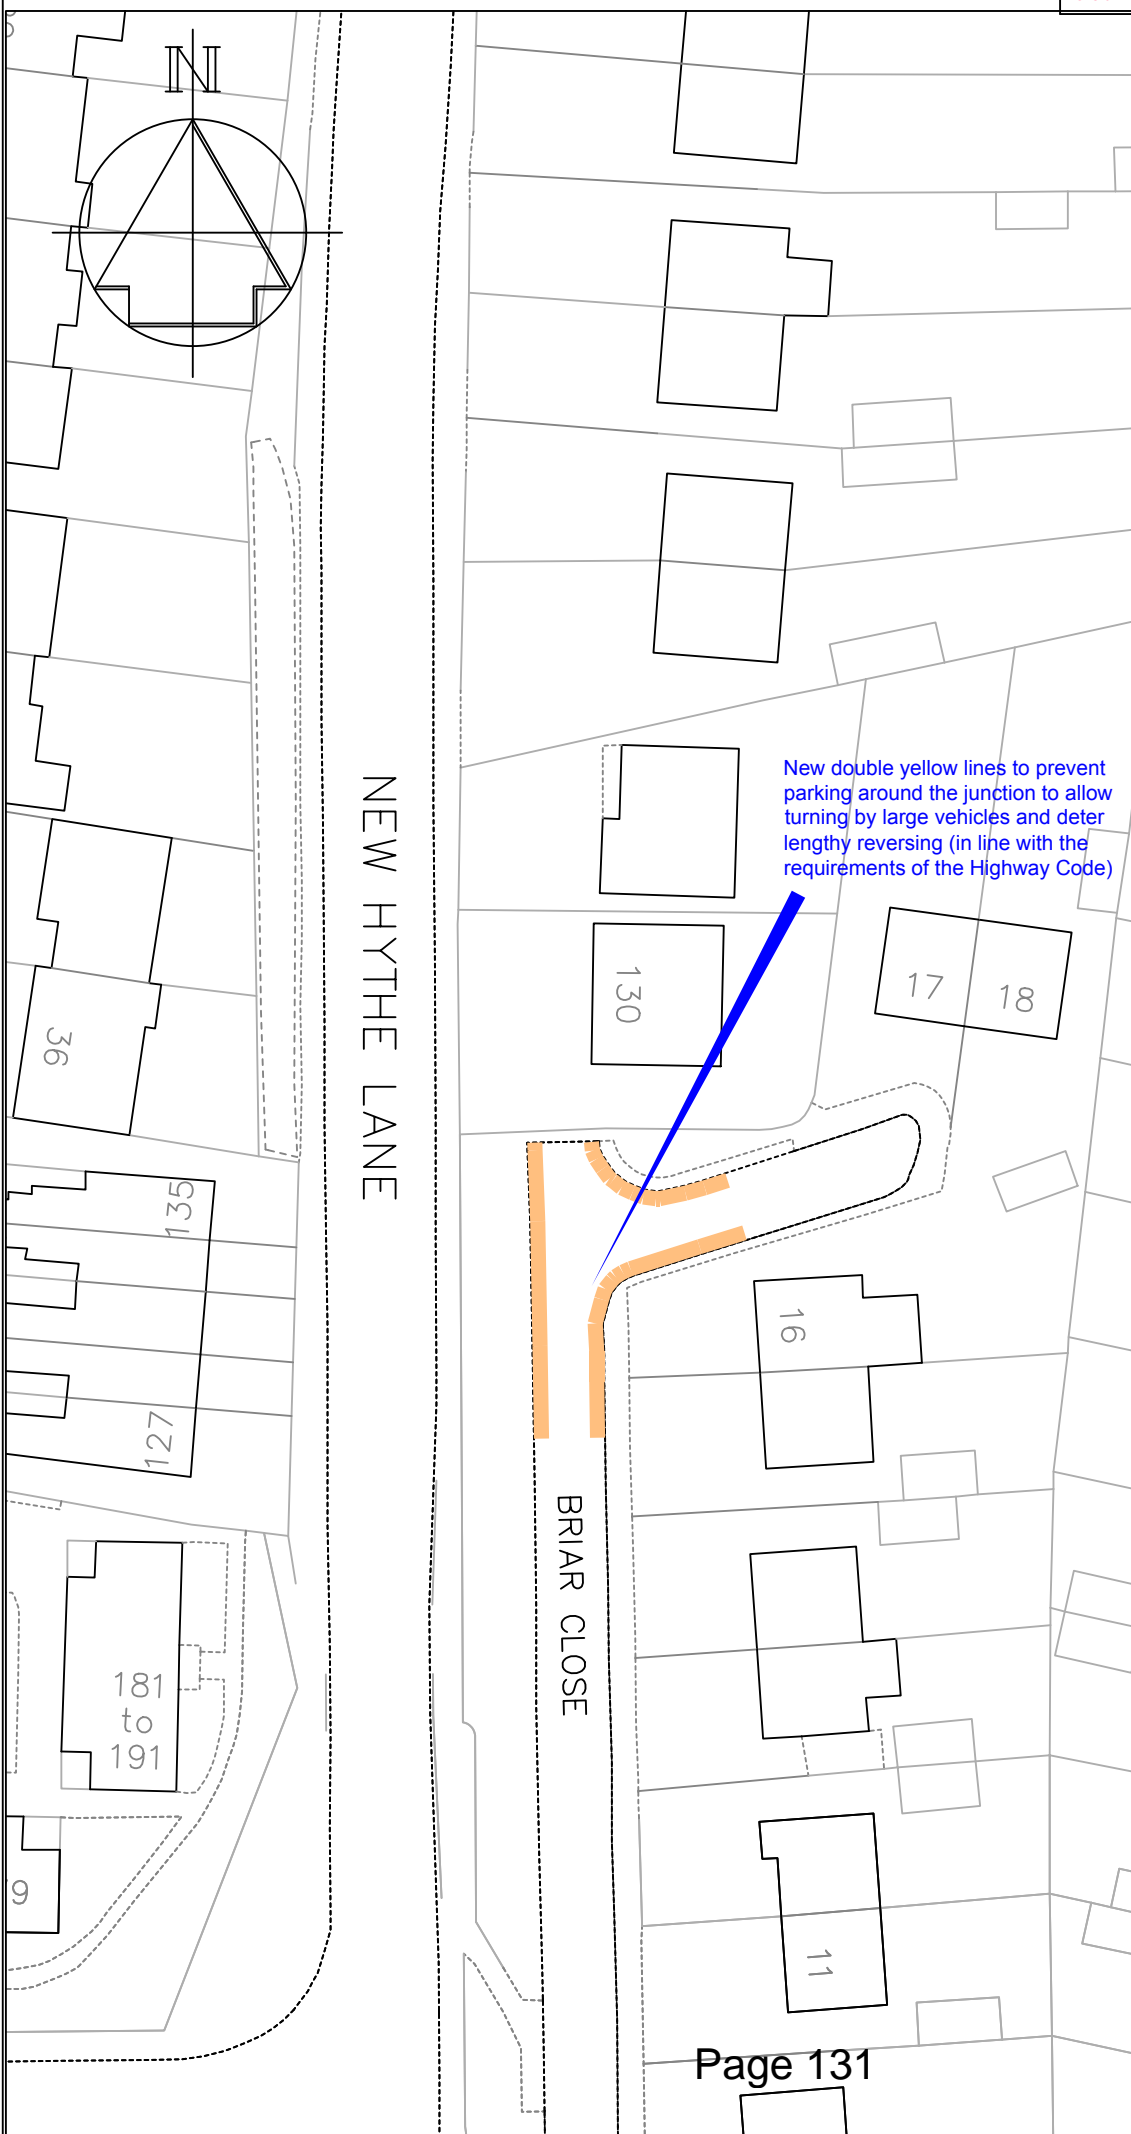 N
New double yellow lines to prevent
parking around the junction to allow
turning by large vehicles and deter
lengthy reversing (in line with the
requirements of the Highway Code)
NEW HYTHE LANE
130
17
18
36
135
16
127
BRIAR CLOSE
181
to
191
9
11
Page 131